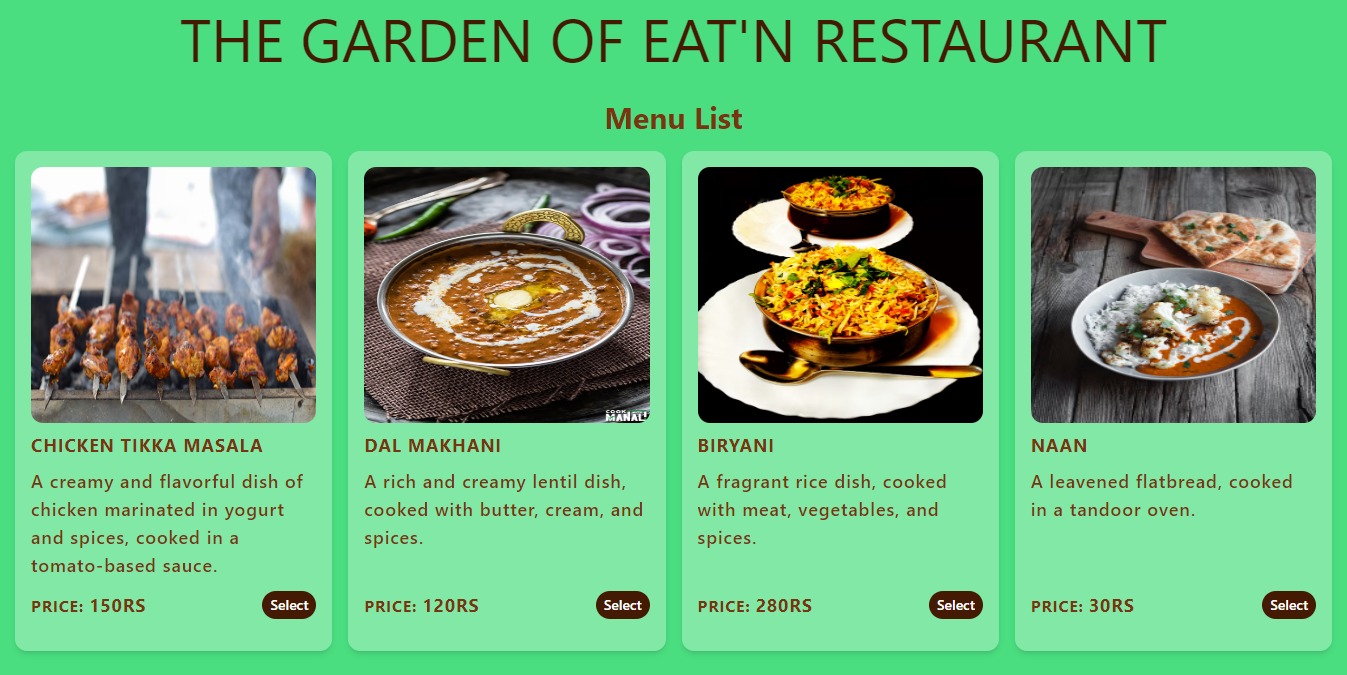 THE GARDEN OF EAT'N RESTAURANT
Menu List
COOK WITH
MANALI
CHICKEN TIKKA MASALA
A creamy and flavorful dish of
chicken marinated in yogurt
and spices, cooked in a
tomato-based sauce.
PRICE: 150RS
Select
DAL MAKHANI
A rich and creamy lentil dish,
cooked with butter, cream, and
spices.
PRICE: 120RS
Select
BIRYANI
A fragrant rice dish, cooked
with meat, vegetables, and
spices.
PRICE: 280RS
Select
NAAN
A leavened flatbread, cooked
in a tandoor oven.
PRICE: 30RS
Select